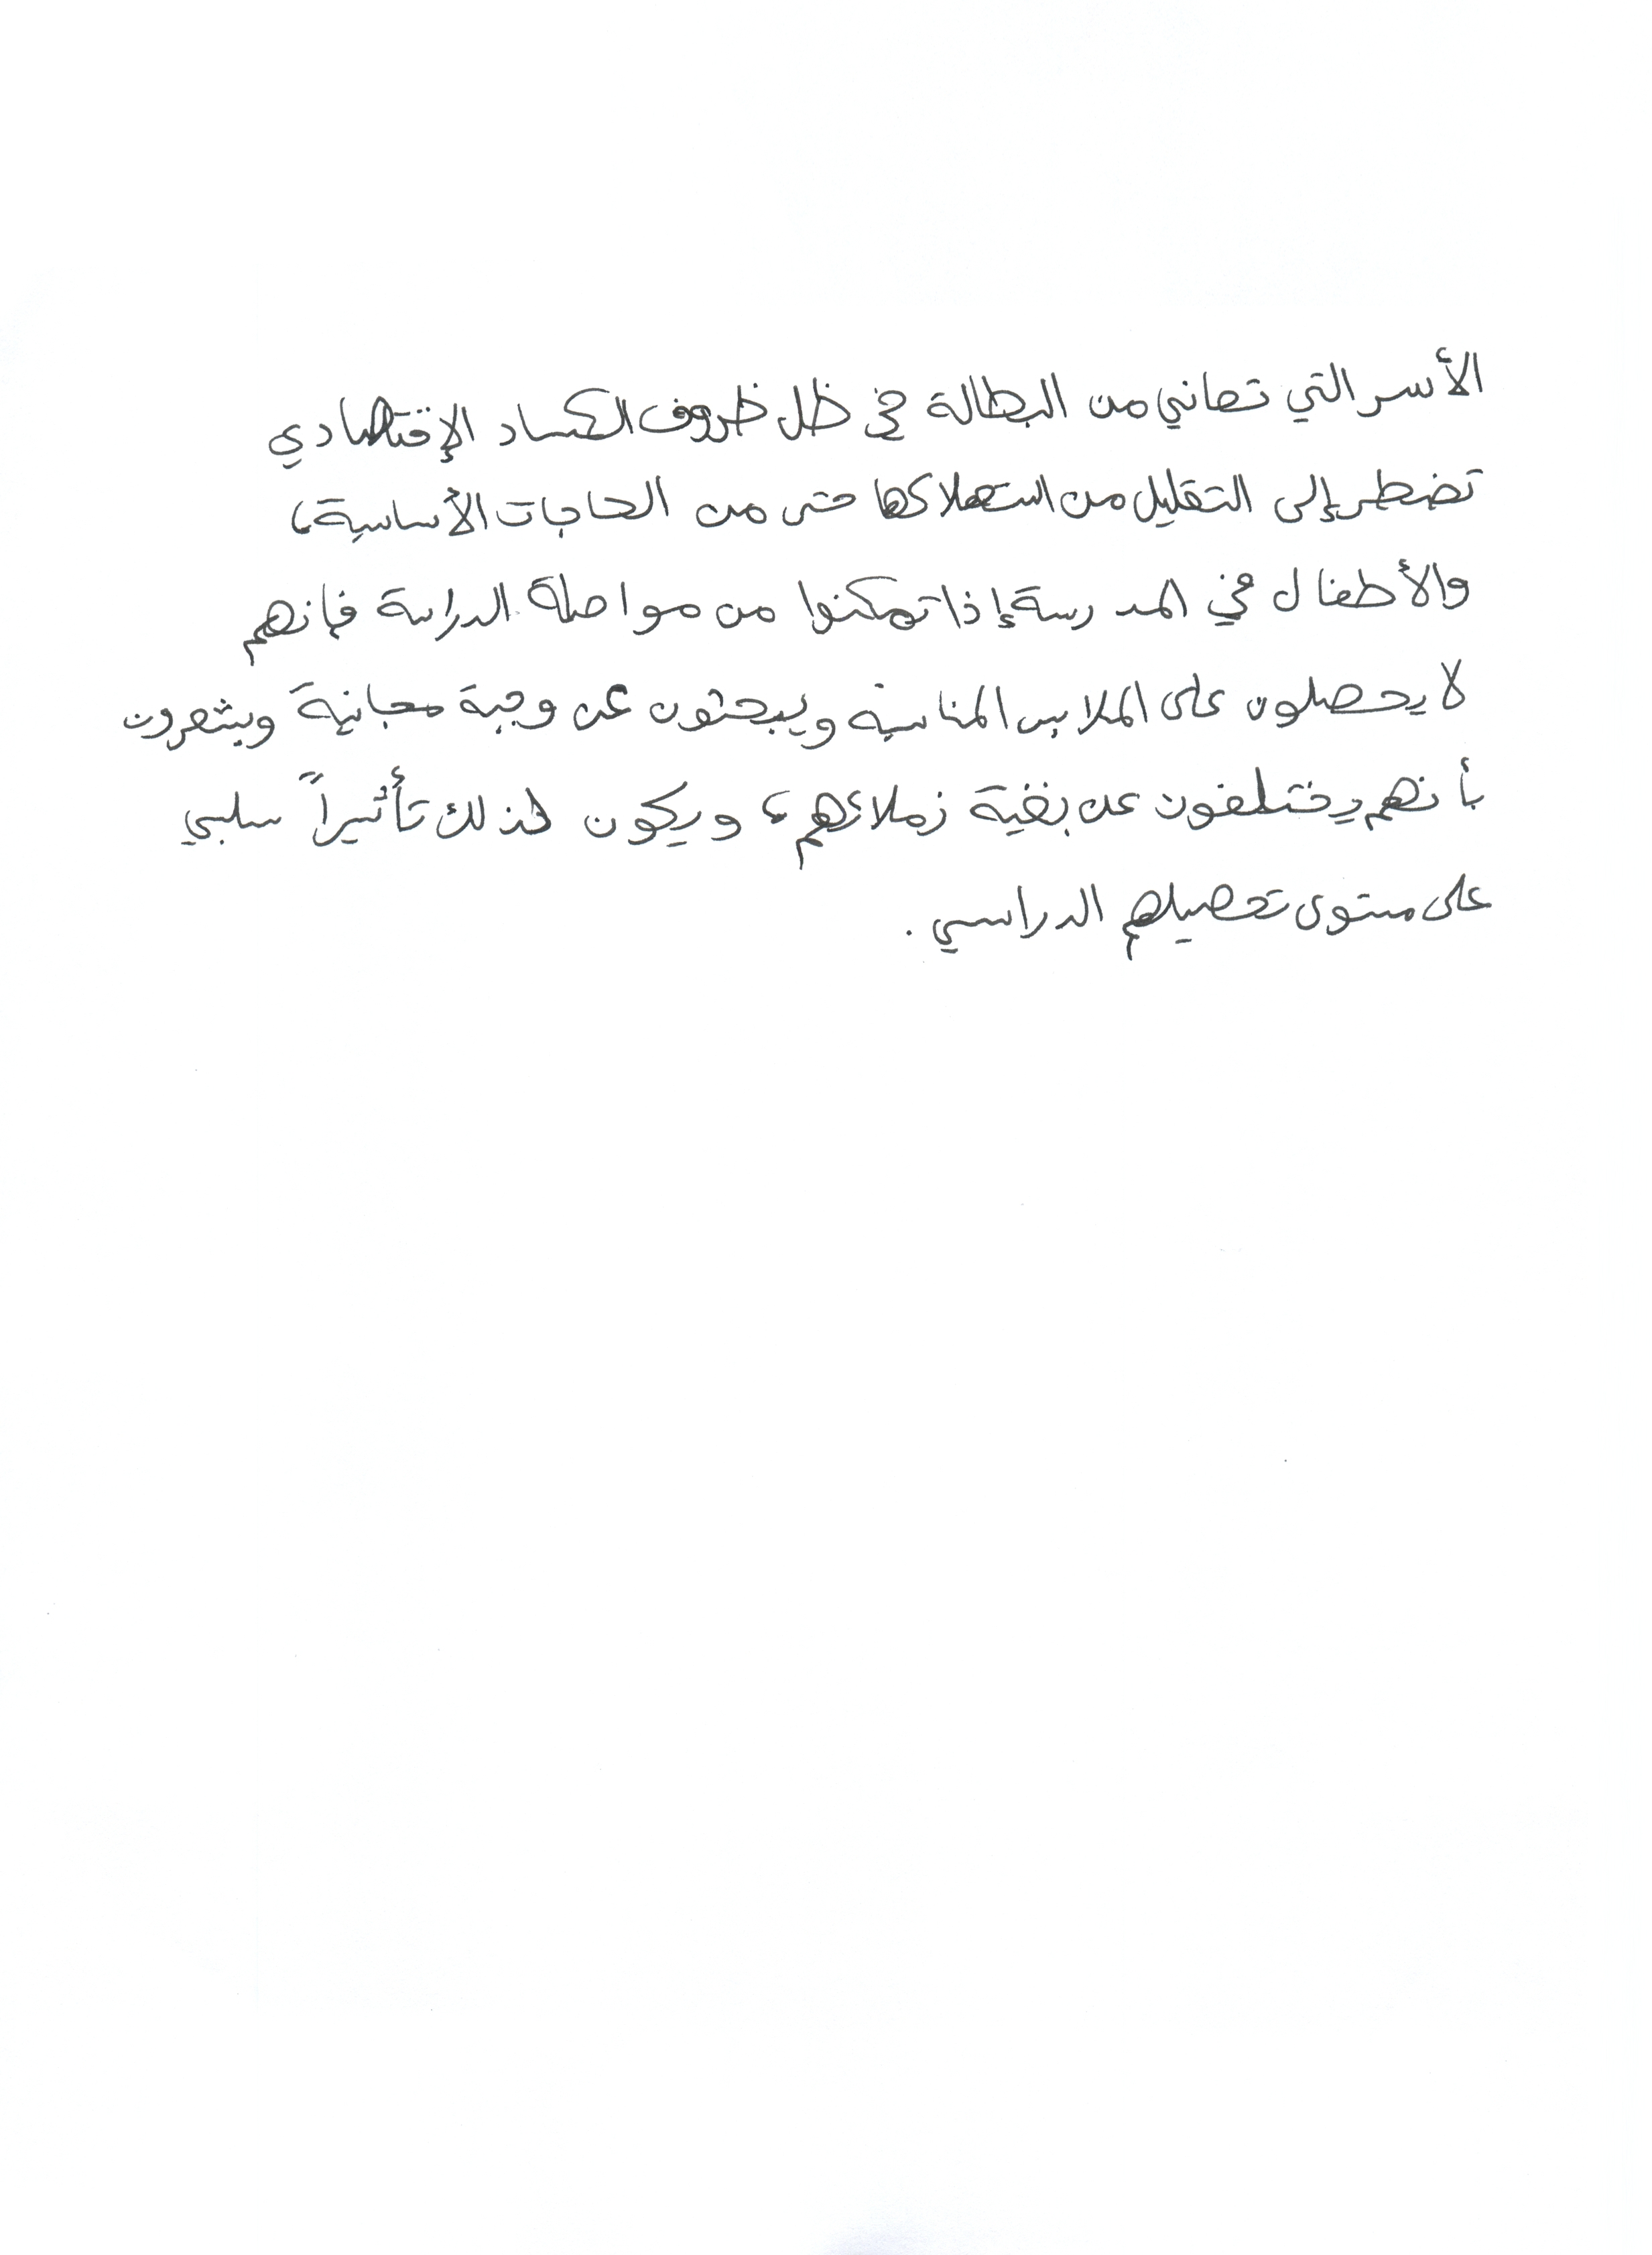 الأسر التي تعاني من البطالة في ظل ظروف الكساد الإقتصادي
تضطر إلى التقليل من استهلاكها حتى من الحاجات الأساسية،
والأطفال في المدرسة إذا تمكنوا من مواصلة الدراسة فإنهم
لا يحصلون على الملابس المناسبة ويبحثون عن وجبة مجانية ويشعرون
بأنهم يختلفون عن بقية زملائهم، ويكون لذلك تأثيراً سلبي
على مستوى تحصيلهم الدراسي.